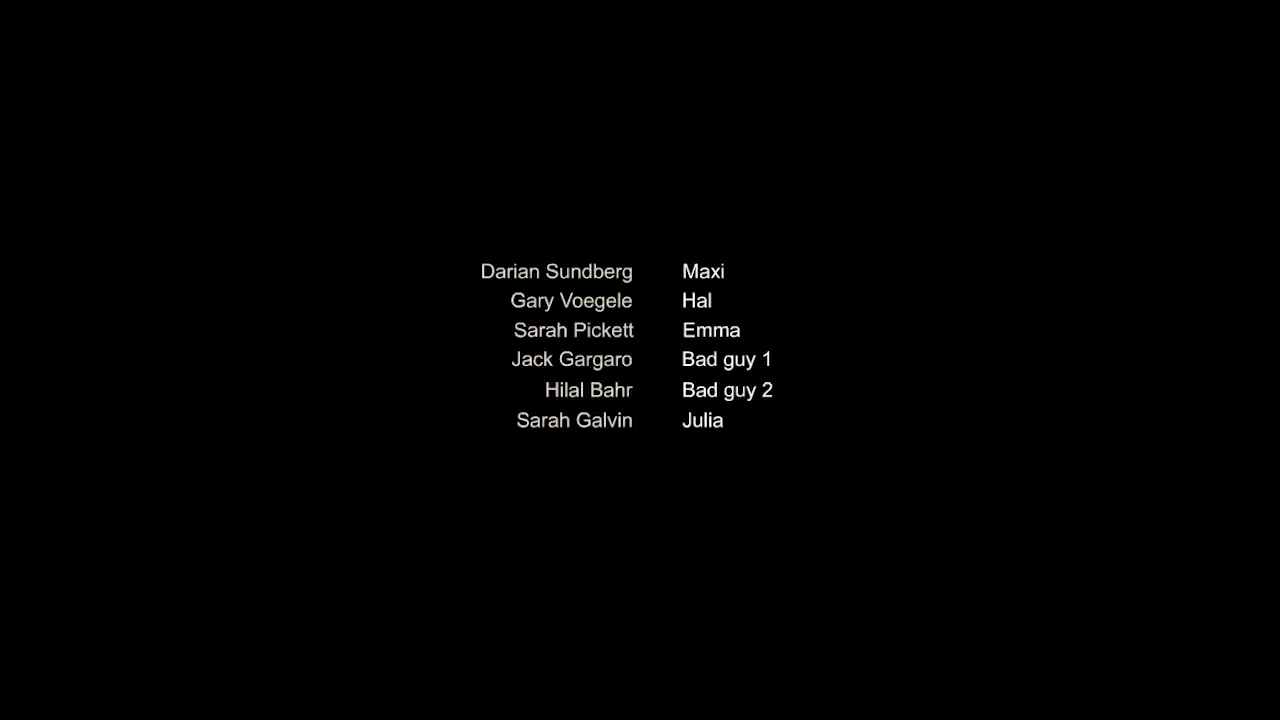 Darian Sundberg Maxi
Gary Voegele Hal
Sarah Pickett Emma
Jack Gargaro Bad guy 1
Hilal Bahr Bad guy 2
Sarah Galvin Julia